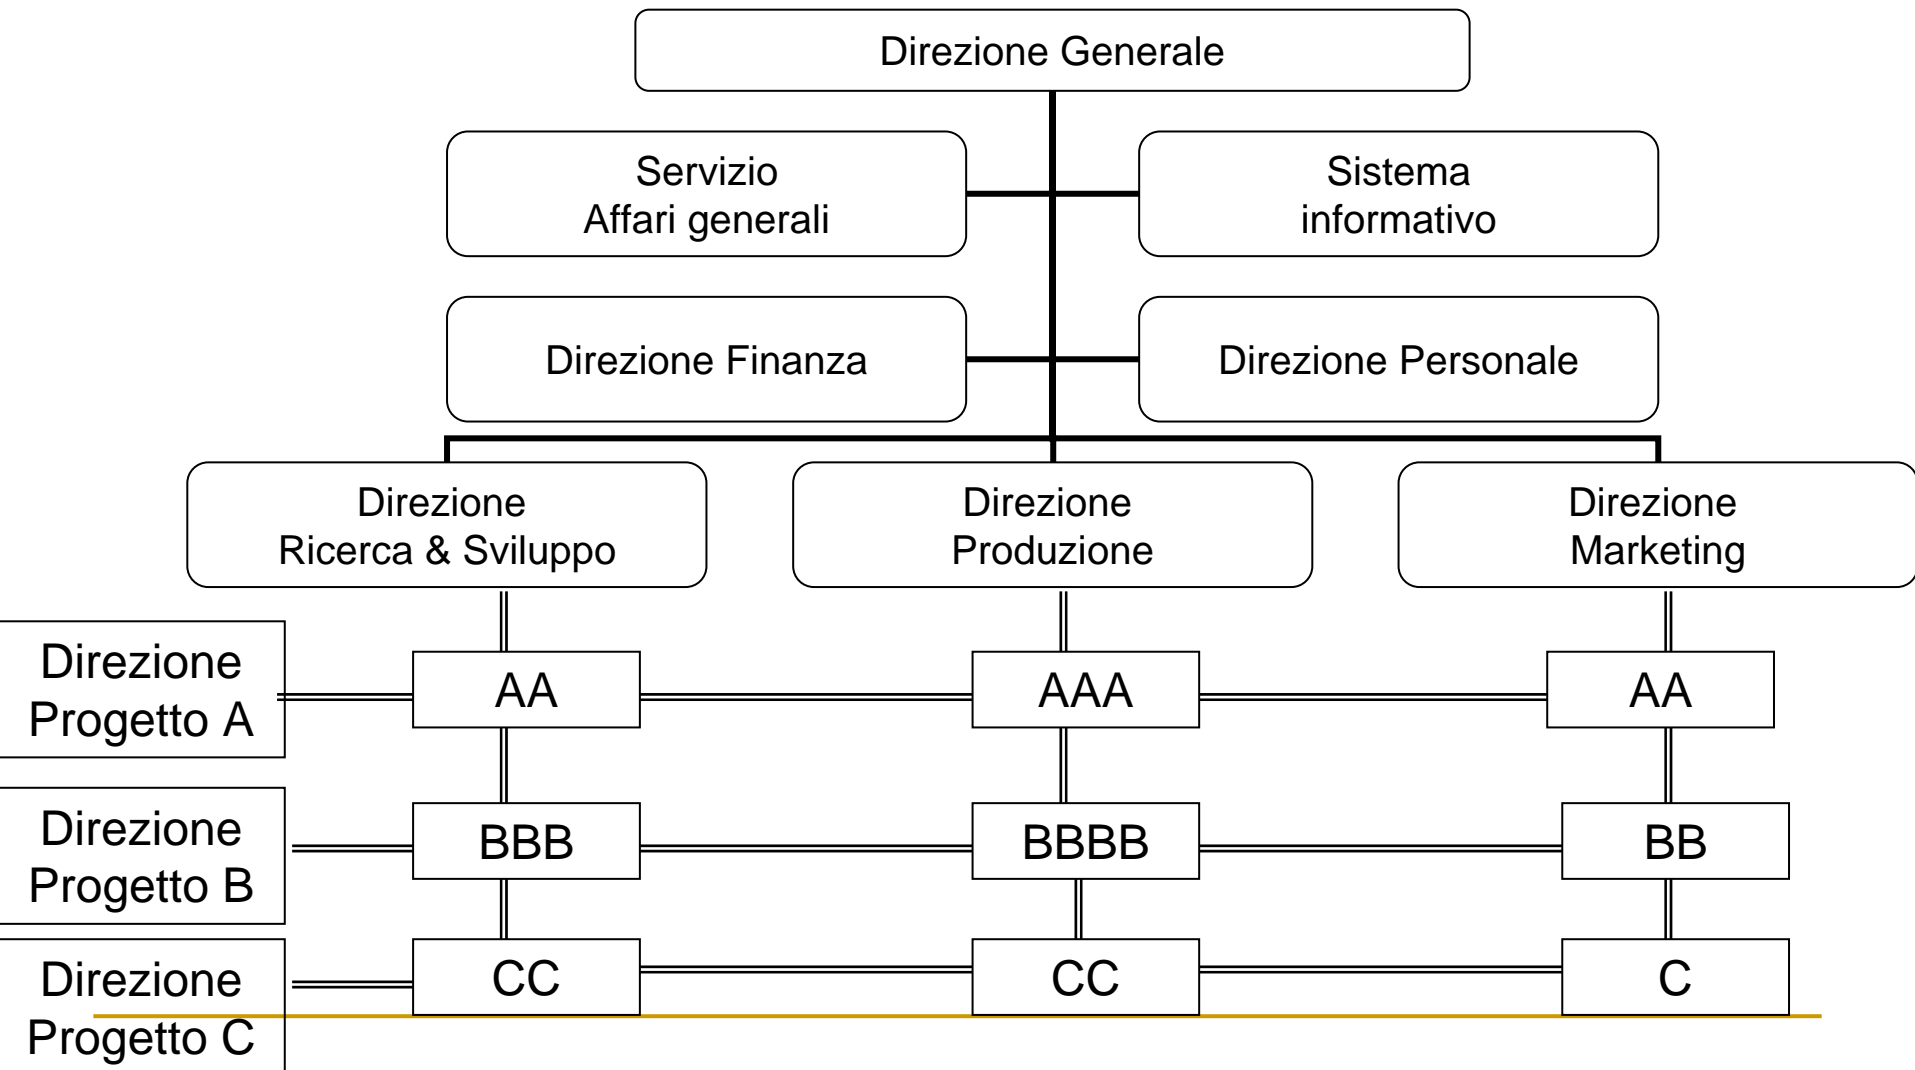 Direzione Generale
Servizio
Affari generali
Sistema
informativo
Direzione Finanza
Direzione Personale
Direzione
Ricerca & Sviluppo
Direzione
Produzione
Direzione
Marketing
Direzione
Progetto A
AA
AAA
AA
Direzione
Progetto B
BBB
BBBB
BB
Direzione
Progetto C
CC
CC
C